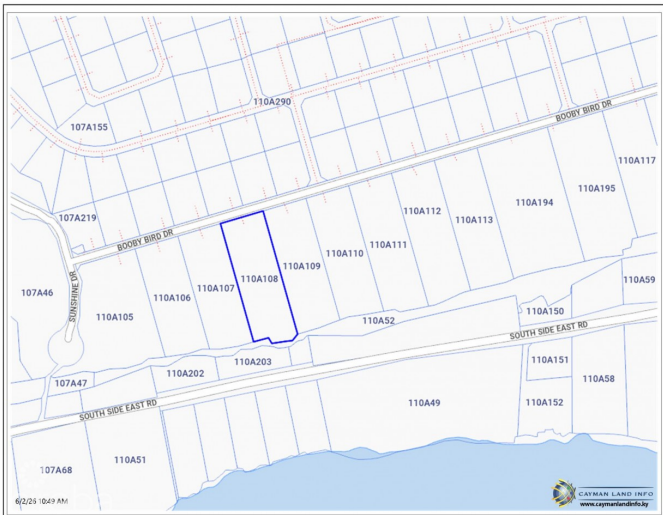 110A290
107A155
BOOBY BIRD DR
110A117
110A194
110A195
110A112
110A113
107A219
110A111
110A110
BOOBY BIRD DR
110A109
110A108
110A107
107A46
SUNSHINE DR
110A106
110A105
110A59
110A150
110A52
SOUTH SIDE EAST RD
110A203
110A151
110A202
107A47
110A58
110A49
110A152
SOUTH SIDE EAST RD
110A51
107A68
6/2/26 10:49 AM
CAYMAN LAND INFO
www.caymanlandinfo.ky